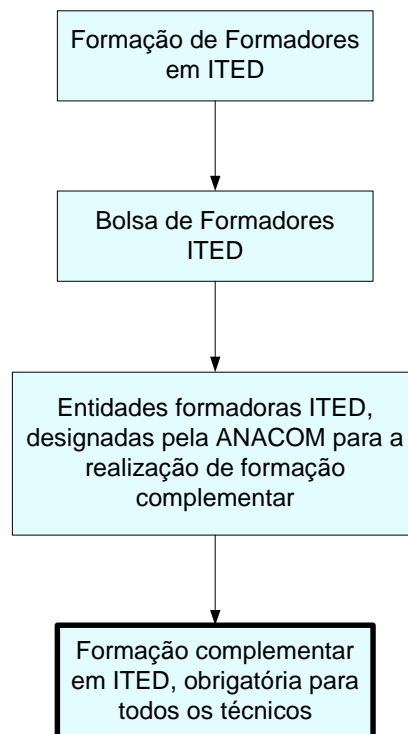 Formação de Formadores
em ITED
Bolsa de Formadores
ITED
Entidades formadoras ITED,
designadas pela ANACOM para a
realização de formação
complementar
Formação complementar
em ITED, obrigatória para
todos os técnicos